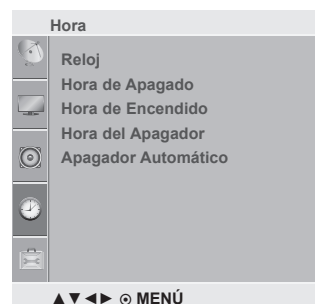 Hora
Reloj
Hora de Apagado
Hora de Encendido
Hora del Apagador
Apagador Automático
▲▼◄► ⊙ MENÚ